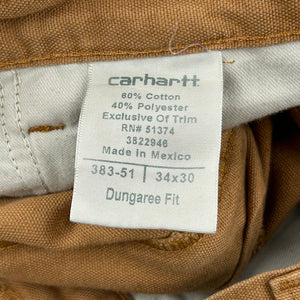 carhartt
60% Cotton
40% Polyester
Exclusive Of Trim
RN# 51374
3822946
Made In Mexico
383-51 34x30
Dungaree Fit